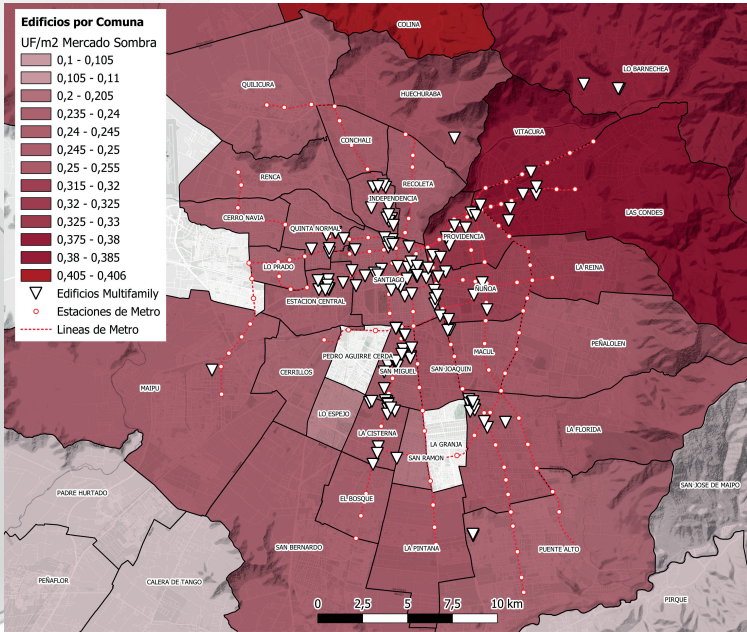 Edificios por Comuna
UF/m2 Mercado Sombra
0,1 - 0,105
0,105 - 0,11
0,2 - 0,205
0,235 - 0,24
0,24 - 0,245
0,245 - 0,25
0,25 - 0,255
0,315 - 0,32
0,32 - 0,325
0,325 - 0,33
0,375 - 0,38
0,38 - 0,385
0,405 - 0,406
Edificios Multifamily
Estaciones de Metro
Lineas de Metro
COLINA
LO BARNECHEA
QUILICURA
HUECHURABA
VITACURA
CONCHALI
RENCA
RECOLETA
INDEPENDENCIA
LAS CONDES
CERRO NAVIA
QUINTA NORMAL
PROVIDENCIA
LO PRADO
SANTIAGO
LA REINA
ÑUÑOA
ESTACION CENTRAL
PEÑALOLEN
PEDRO AGUIRRE CERDA
MACUL
CERRILLOS
SAN MIGUEL
SAN JOAQUIN
MAIPU
LO ESPEJO
LA CISTERNA
LA GRANJA
LA FLORIDA
SAN RAMON
SAN JOSE DE MAIPO
PADRE HURTADO
EL BOSQUE
SAN BERNARDO
LA PINTANA
PUENTE ALTO
PEÑAFLOR
CALERA DE TANGO
PIRQUE
0 2,5 5 7,5 10 km